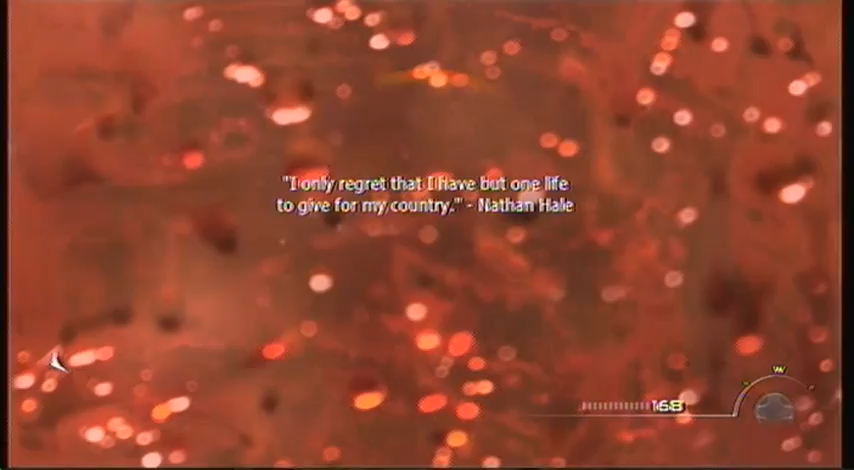 "I only regret that I have but one life
to give for my country." - Nathan Hale
W
168